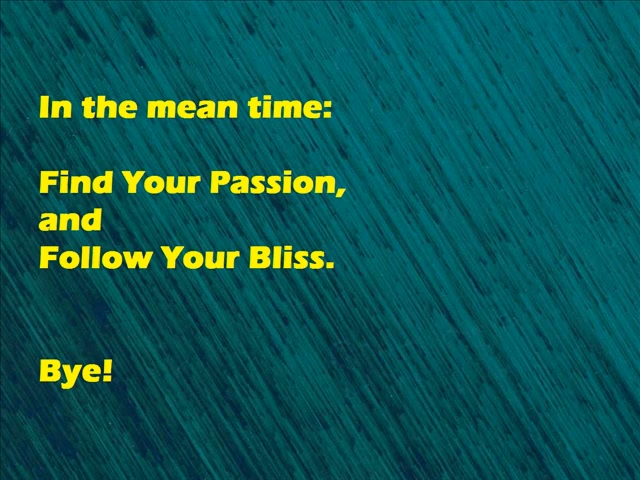 In the mean time:
Find Your Passion,
and
Follow Your Bliss.
Bye!